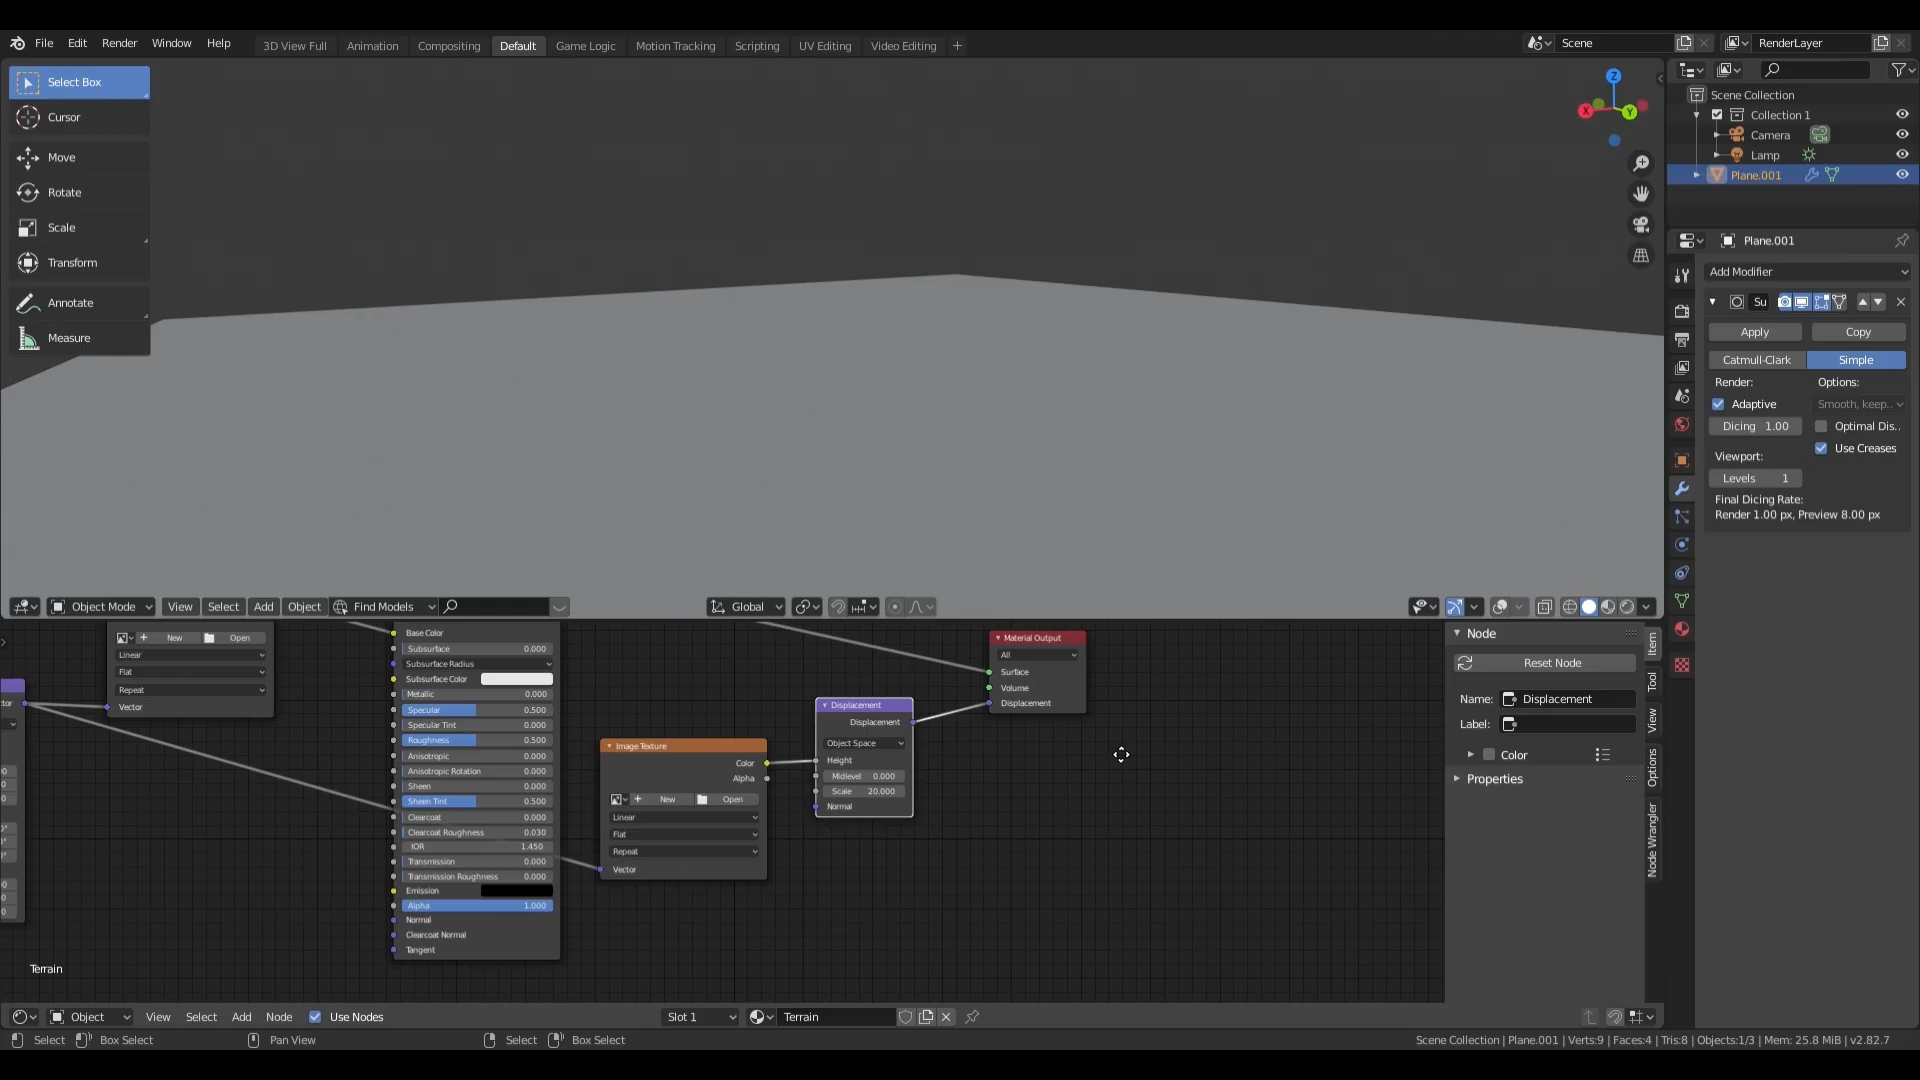 File Edit Render Window Help
3D View Full Animation Compositing Default Game Logic Motion Tracking Scripting UV Editing Video Editing +
Scene
RenderLayer
Select Box
Cursor
Move
Rotate
Scale
Transform
Annotate
Measure
Z
X
Y
Scene Collection
Collection 1
Camera
Lamp
Plane.001
Plane.001
Add Modifier
Su
Apply Copy
Catmull-Clark Simple
Render: Options:
Adaptive Smooth, keep..
Dicing 1.00 Optimal Dis..
Use Creases
Viewport:
Levels 1
Final Dicing Rate:
Render 1.00 px, Preview 8.00 px
Object Mode View Select Add Object Find Models
Global
New Open
Linear
Flat
Repeat
Vector
tor
Base Color
Subsurface 0.000
Subsurface Radius
Subsurface Color
Metallic 0.000
Specular 0.500
Specular Tint 0.000
Roughness 0.500
Anisotropic 0.000
Anisotropic Rotation 0.000
Sheen 0.000
Sheen Tint 0.500
Clearcoat 0.000
Clearcoat Roughness 0.030
IOR 1.450
Transmission 0.000
Transmission Roughness 0.000
Emission
Alpha 1.000
Normal
Clearcoat Normal
Tangent
Image Texture
Color
Alpha
New Open
Linear
Flat
Repeat
Vector
Displacement
Displacement
Object Space
Height
Midlevel 0.000
Scale 20.000
Normal
Material Output
All
Surface
Volume
Displacement
Node
Reset Node
Name: Displacement
Label:
Color
Properties
Item
Tool
View
Options
Node Wrangler
Terrain
Object View Select Add Node Use Nodes
Slot 1
Terrain
Select Box Select Pan View Select Box Select
Scene Collection | Plane.001 | Verts:9 | Faces:4 | Tris:8 | Objects:1/3 | Mem: 25.8 MiB | v2.82.7